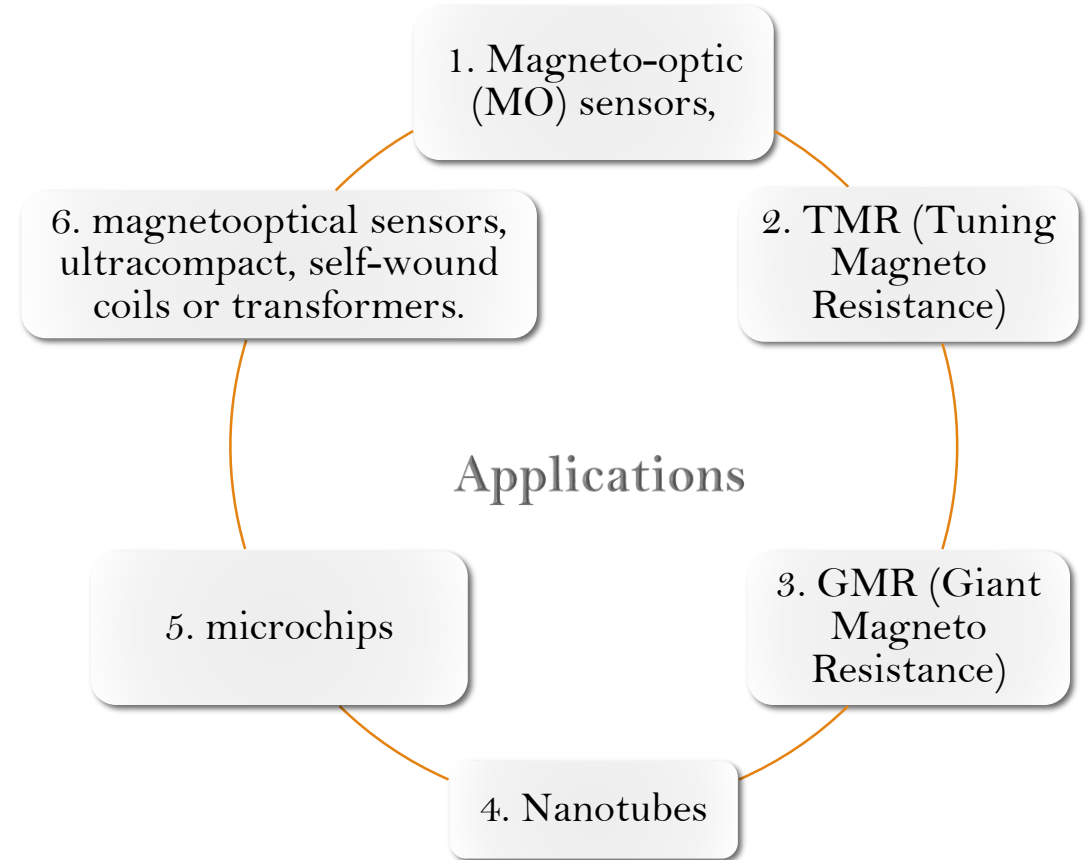 1. Magneto-optic
(MO) sensors,
2. TMR (Tuning
Magneto
Resistance)
3. GMR (Giant
Magneto
Resistance)
4. Nanotubes
5. microchips
6. magnetooptical sensors,
ultracompact, self-wound
coils or transformers.
Applications